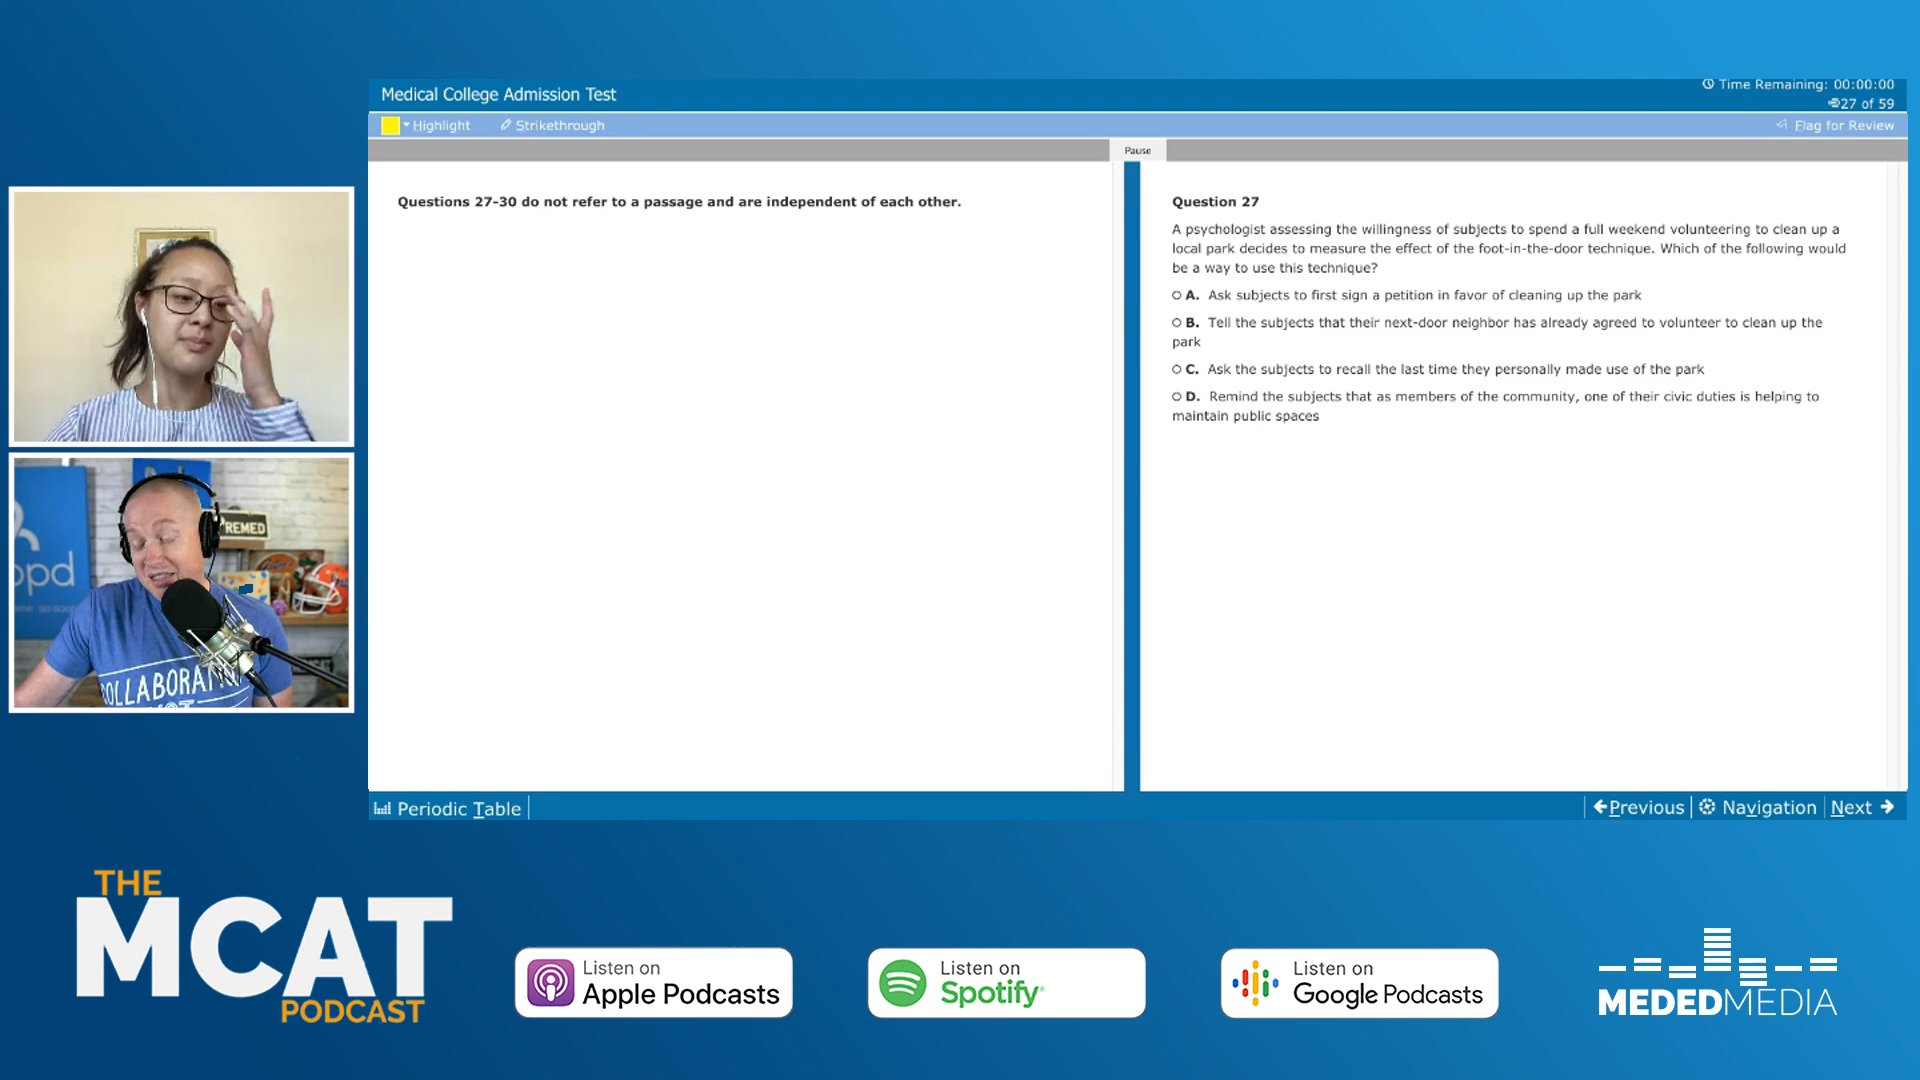 Medical College Admission Test
Time Remaining: 00:00:00
27 of 59
Highlight
Strikethrough
Flag for Review
Pause
Questions 27-30 do not refer to a passage and are independent of each other.
Question 27
A psychologist assessing the willingness of subjects to spend a full weekend volunteering to clean up a
local park decides to measure the effect of the foot-in-the-door technique. Which of the following would
be a way to use this technique?
A. Ask subjects to first sign a petition in favor of cleaning up the park
B. Tell the subjects that their next-door neighbor has already agreed to volunteer to clean up the
park
C. Ask the subjects to recall the last time they personally made use of the park
D. Remind the subjects that as members of the community, one of their civic duties is helping to
maintain public spaces
ppd
PREMED
COLLABORATI
Periodic Table
Previous
Navigation
Next
THE
MCAT
PODCAST
Listen on
Apple Podcasts
Listen on
Spotify
Listen on
Google Podcasts
MEDEDMEDIA